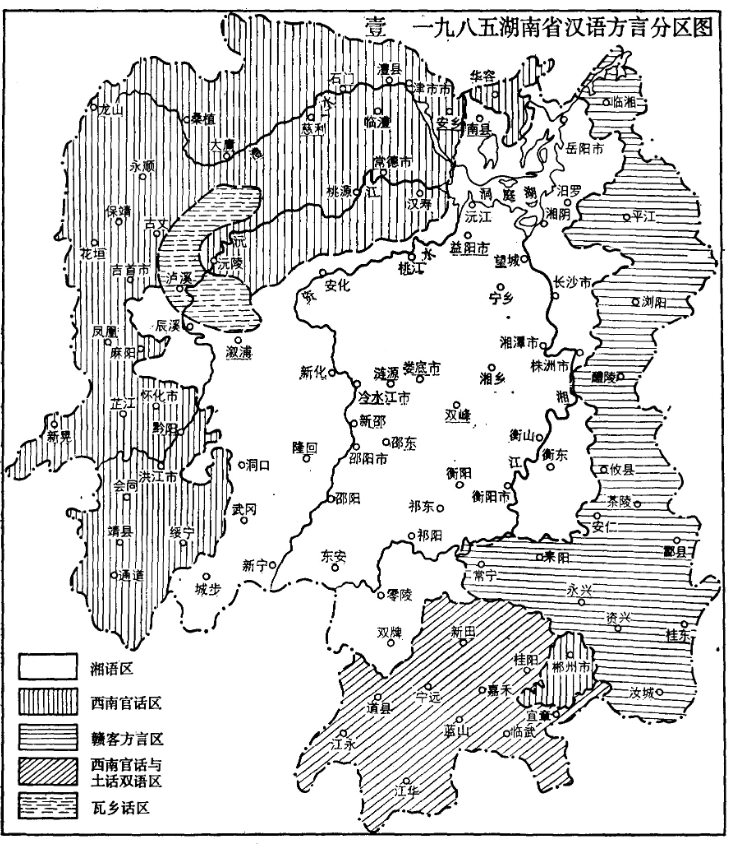 壹 一九八五湖南省汉语方言分区图
石门
澧县
津市市
华容
临湘
龙山
桑植
水
慈利
临澧
安乡
南县
岳阳市
大庸
澧
永顺
常德市
桃源
江
汉寿
洞庭湖
汨罗
沅江
湘阴
平江
保靖
古丈
花垣
沅
沅陵
益阳市
吉首市
泸溪
桃江
水
望城
安化
资
宁乡
长沙市
浏阳
辰溪
凤凰
麻阳
溆浦
湘潭市
株洲市
新化
涟源
娄底市
湘乡
醴陵
冷水江市
湘
芷江
怀化市
双峰
新晃
黔阳
新邵
邵东
衡山
隆回
邵阳市
衡东
洞口
洪江市
江
攸县
会同
衡阳
衡阳市
武冈
邵阳
祁东
茶陵
安仁
靖县
绥宁
祁阳
酃县
新宁
东安
耒阳
通道
常宁
城步
零陵
永兴
资兴
桂东
双牌
新田
桂阳
郴州市
道县
宁远
嘉禾
汝城
宜章
江永
蓝山
临武
江华
湘语区
西南官话区
赣客方言区
西南官话与
土话双语区
瓦乡话区